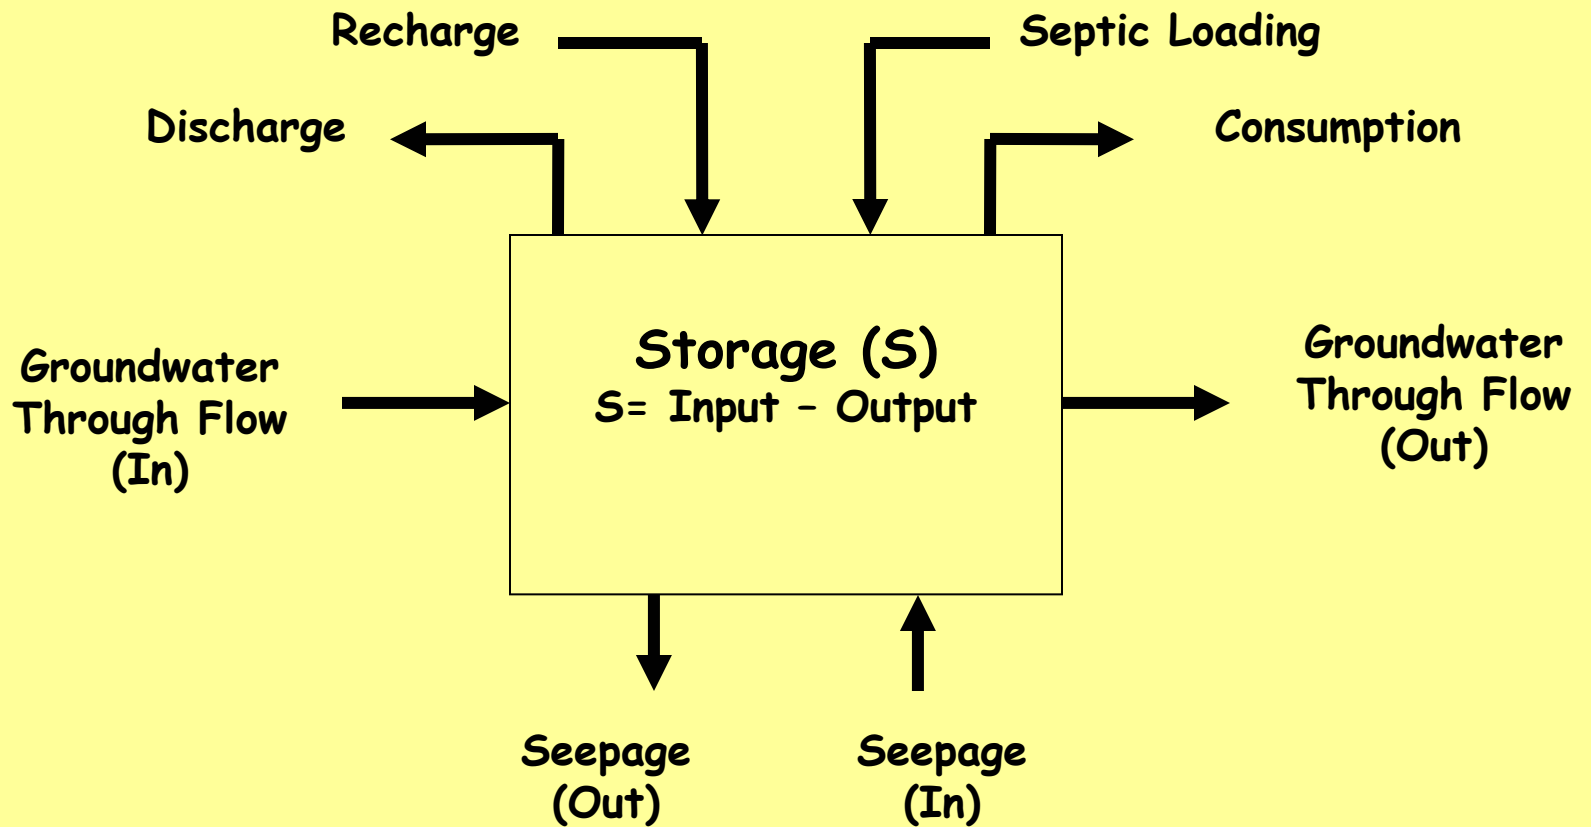 Recharge
Septic Loading
Discharge
Consumption
Storage (S)
S= Input - Output
Groundwater
Through Flow
(In)
Groundwater
Through Flow
(Out)
Seepage
(Out)
Seepage
(In)